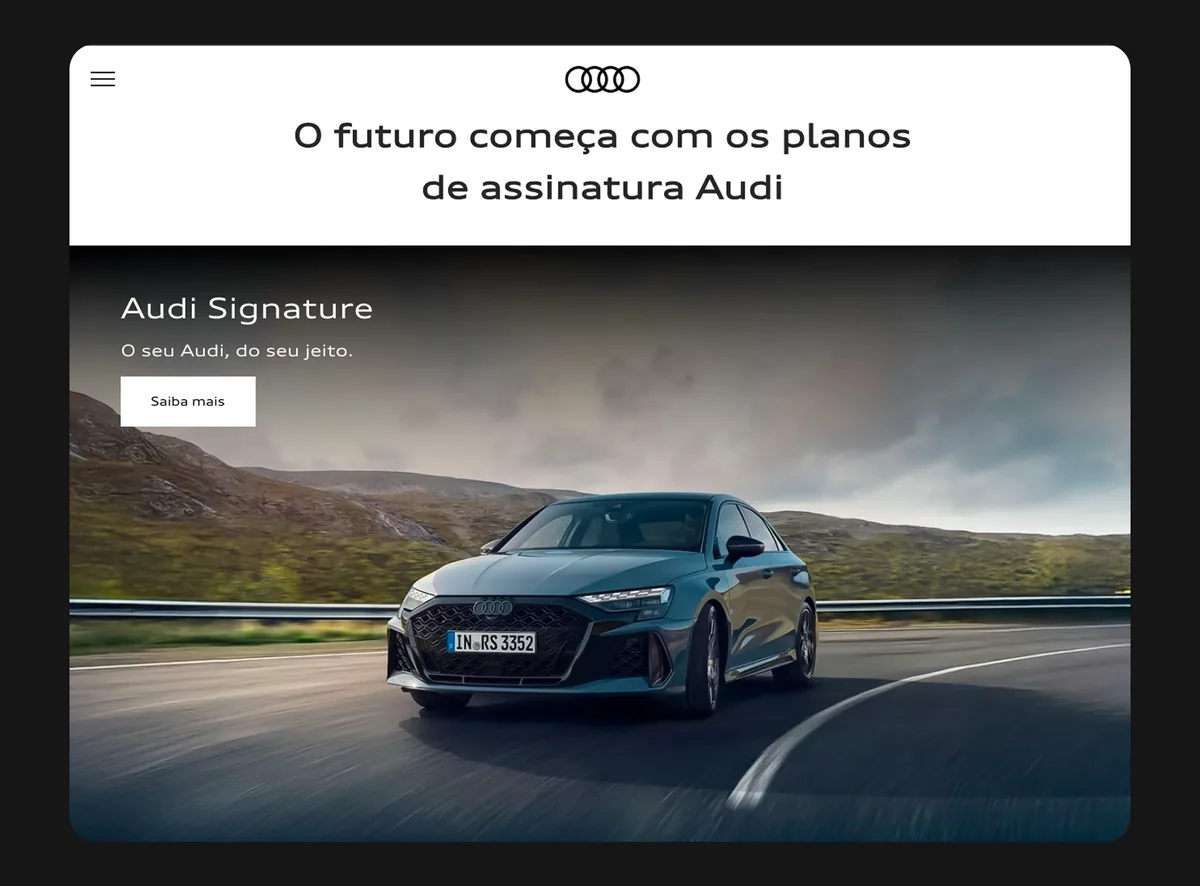 O futuro começa com os planos
de assinatura Audi
Audi Signature
O seu Audi, do seu jeito.
Saiba mais
IN RS 3352